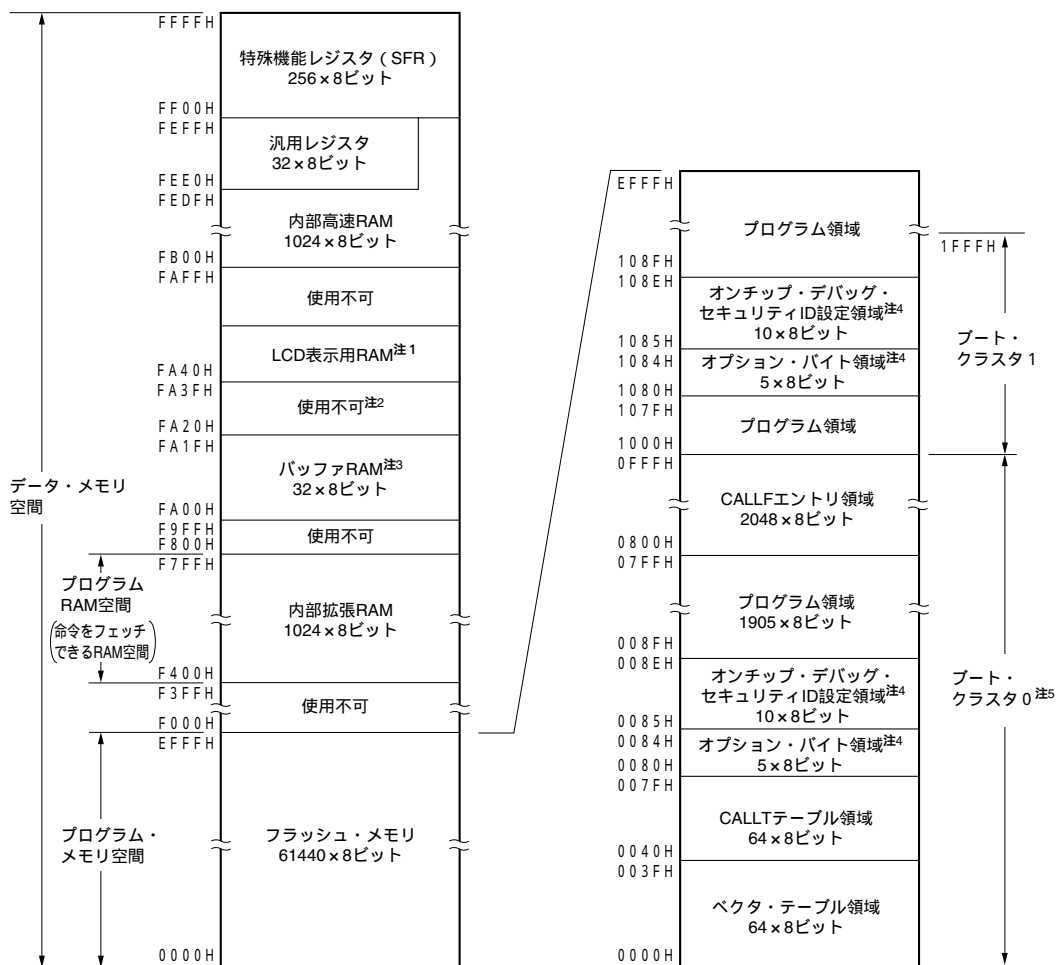 FFFFH
特殊機能レジスタ（SFR）
256×8ビット
FF00H
FEFFH
汎用レジスタ
32×8ビット
FEE0H
FEDFH
内部高速RAM
1024×8ビット
FB00H
FAFFH
使用不可
LCD表示用RAM注1
FA40H
FA3FH
使用不可注2
FA20H
FA1FH
バッファRAM注3
32×8ビット
データ・メモリ
空間
FA00H
F9FFH
使用不可
F800H
F7FFH
プログラム
RAM空間
(命令をフェッチ
できるRAM空間)
内部拡張RAM
1024×8ビット
F400H
F3FFH
使用不可
F000H
EFFFH
プログラム・
メモリ空間
フラッシュ・メモリ
61440×8ビット
0000H
EFFFH
プログラム領域
1FFFH
108FH
108EH
オンチップ・デバッグ・
セキュリティID設定領域注4
10×8ビット
1085H
1084H
オプション・バイト領域注4
5×8ビット
1080H
107FH
プログラム領域
1000H
0FFFH
ブート・
クラスタ1
CALLFエントリ領域
2048×8ビット
0800H
07FFH
プログラム領域
1905×8ビット
008FH
008EH
オンチップ・デバッグ・
セキュリティID設定領域注4
10×8ビット
0085H
0084H
オプション・バイト領域注4
5×8ビット
0080H
007FH
CALLTテーブル領域
64×8ビット
0040H
003FH
ベクタ・テーブル領域
64×8ビット
0000H
ブート・
クラスタ0注5